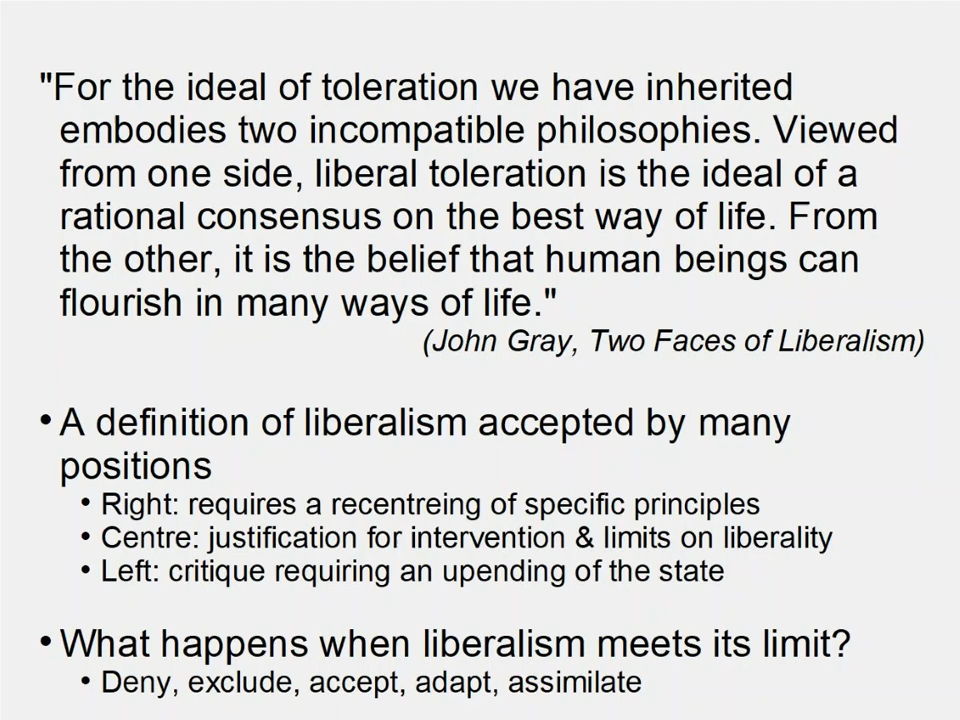 "For the ideal of toleration we have inherited
embodies two incompatible philosophies. Viewed
from one side, liberal toleration is the ideal of a
rational consensus on the best way of life. From
the other, it is the belief that human beings can
flourish in many ways of life."
(John Gray, Two Faces of Liberalism)
• A definition of liberalism accepted by many
positions
• Right: requires a recentreing of specific principles
• Centre: justification for intervention & limits on liberality
• Left: critique requiring an upending of the state
• What happens when liberalism meets its limit?
• Deny, exclude, accept, adapt, assimilate